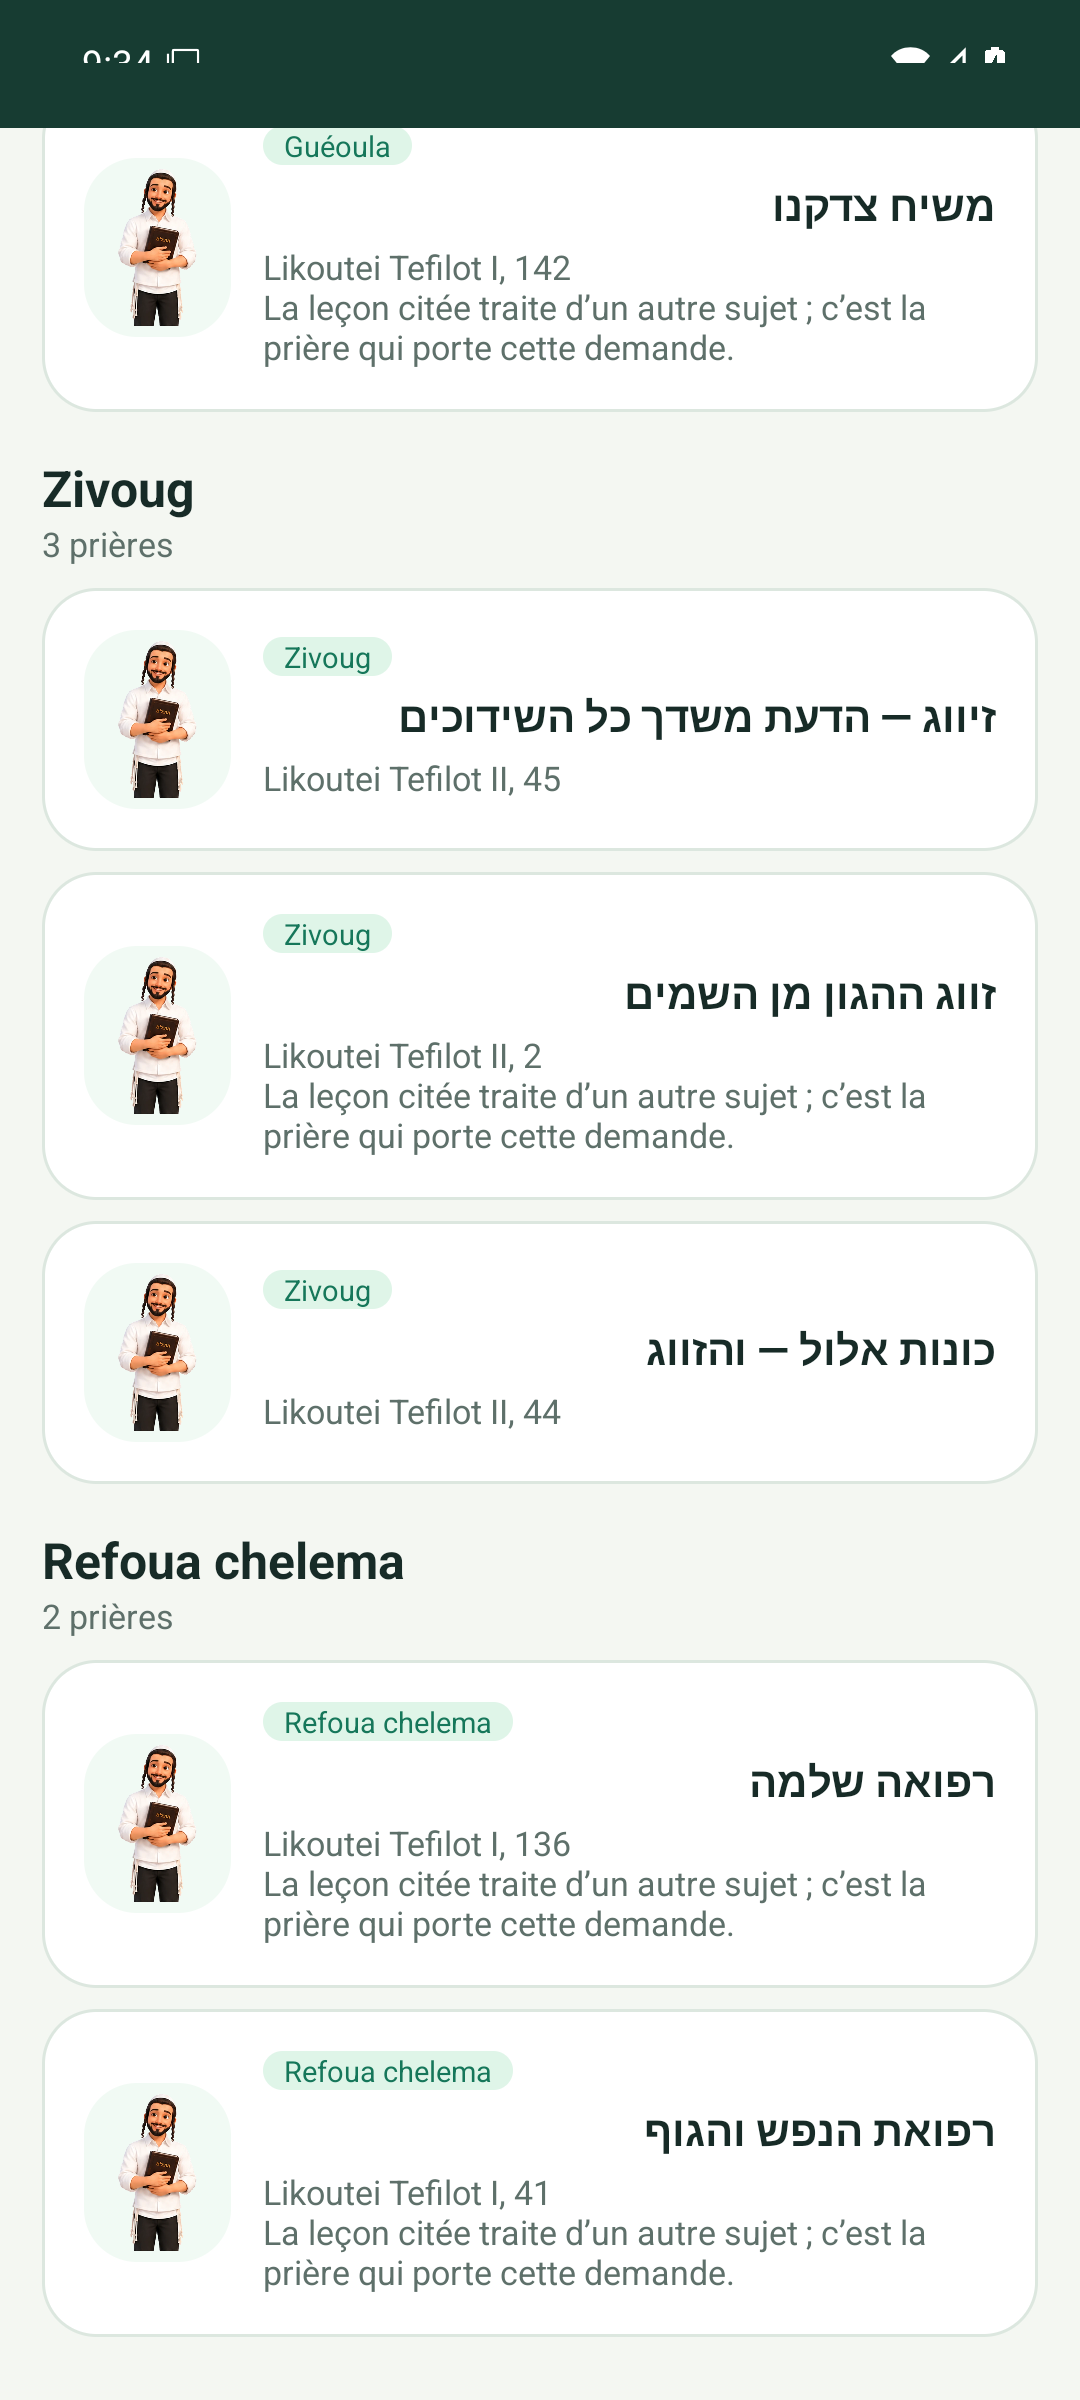 9:34
Guéoula
משיח צדקנו
Likoutei Tefilot I, 142
La leçon citée traite d’un autre sujet ; c’est la
prière qui porte cette demande.
Zivoug
3 prières
Zivoug
זיווג – הדעת משדך כל השידוכים
Likoutei Tefilot II, 45
Zivoug
זווג ההגון מן השמים
Likoutei Tefilot II, 2
La leçon citée traite d’un autre sujet ; c’est la
prière qui porte cette demande.
Zivoug
כונות אלול – והזווג
Likoutei Tefilot II, 44
Refoua chelema
2 prières
Refoua chelema
רפואה שלמה
Likoutei Tefilot I, 136
La leçon citée traite d’un autre sujet ; c’est la
prière qui porte cette demande.
Refoua chelema
רפואת הנפש והגוף
Likoutei Tefilot I, 41
La leçon citée traite d’un autre sujet ; c’est la
prière qui porte cette demande.